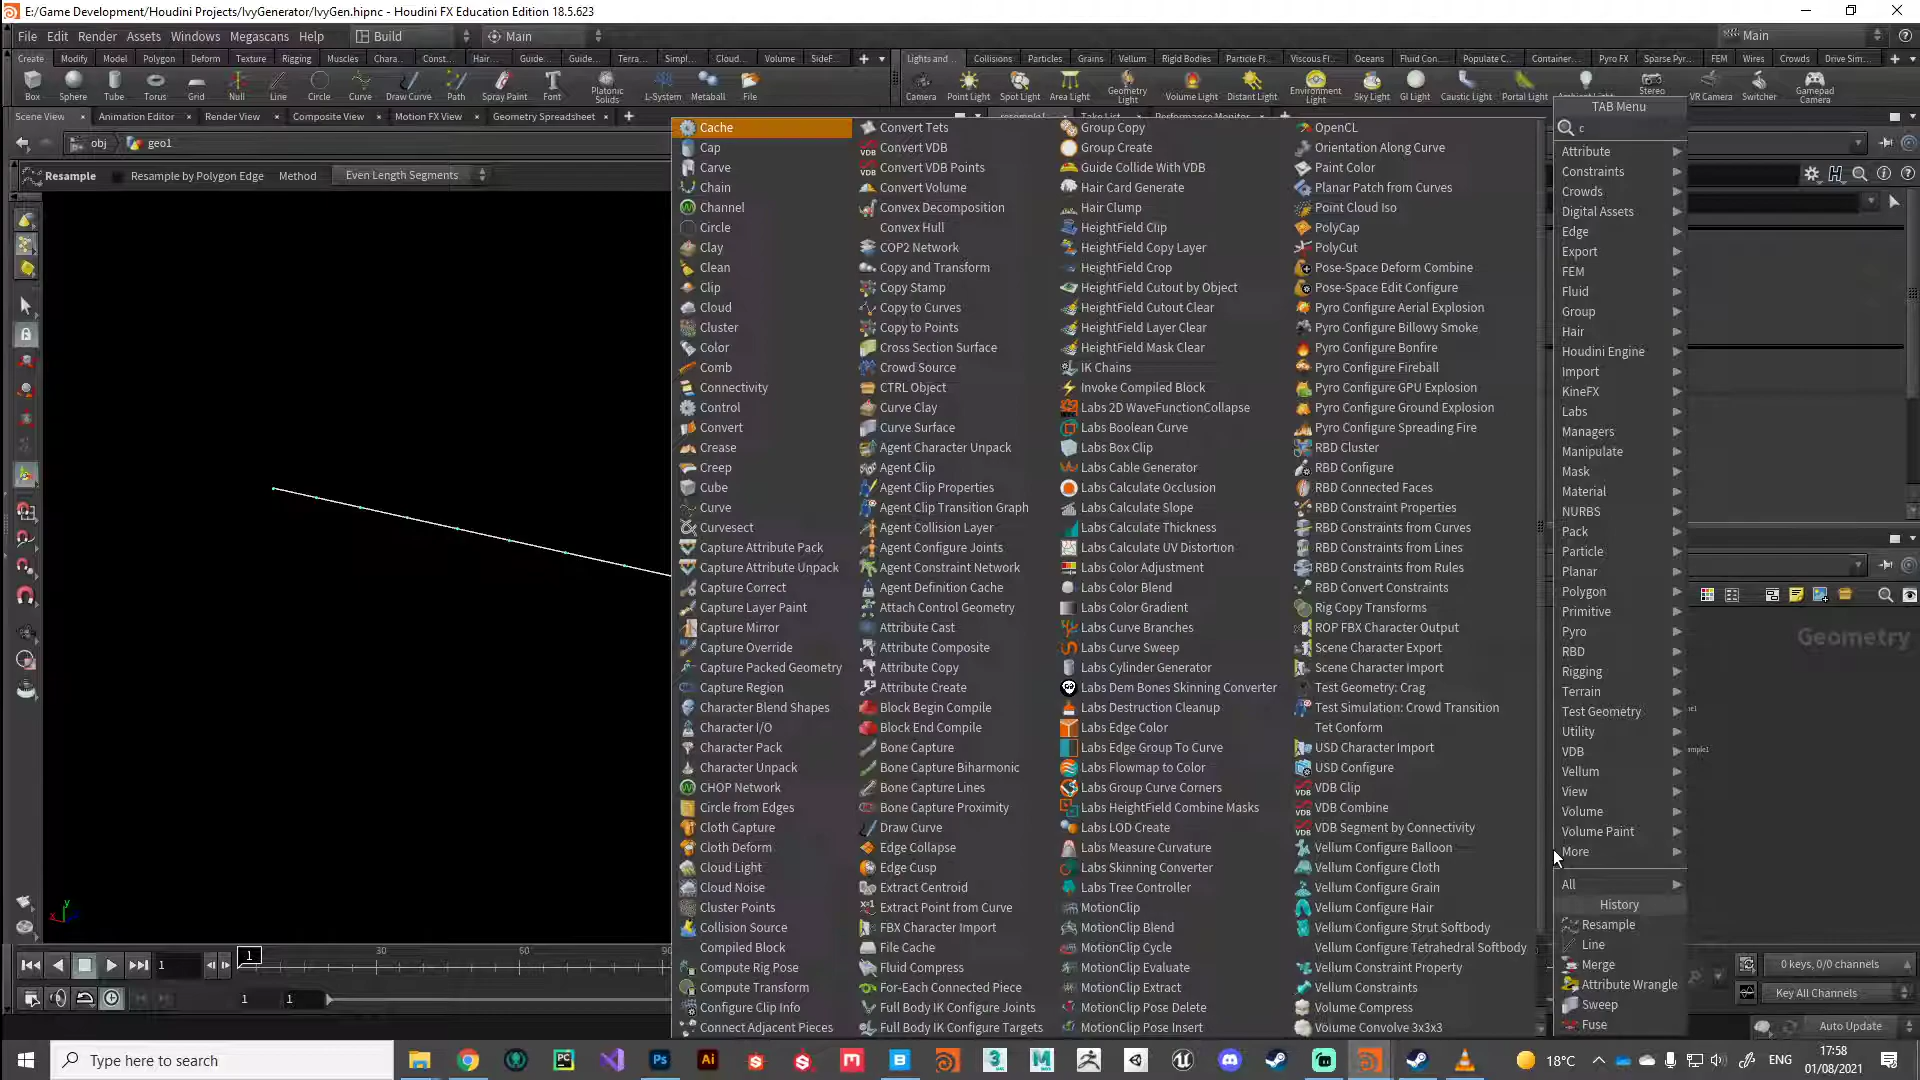 E:/Game Development/Houdini Projects/IvyGenerator/IvyGen.hipnc - Houdini FX Education Edition 18.5.623
File Edit Render Assets Windows Megascans Help Build Main Main
Create Modify Model Polygon Deform Texture Rigging Muscles Chara... Const... Hair... Guide... Guide... Terra... Simpl... Cloud... Volume SideF... Lights and ... Collisions Particles Grains Vellum Rigid Bodies Particle Fl... Viscous Fl... Oceans Fluid Con... Populate C... Container... Pyro FX Sparse Pyr... FEM Wires Crowds Drive Sim...
Box Sphere Tube Torus Grid Null Line Circle Curve Draw Curve Path Spray Paint Font Platonic Solids L-System Metaball File Camera Point Light Spot Light Area Light Geometry Light Volume Light Distant Light Environment Light Sky Light GI Light Caustic Light Portal Light Ambient Light Stereo VR Camera Switcher Gamepad Camera
Scene View Animation Editor Render View Composite View Motion FX View Geometry Spreadsheet
obj geo1
Resample Resample by Polygon Edge Method Even Length Segments
Cache
Cap
Carve
Chain
Channel
Circle
Clay
Clean
Clip
Cloud
Cluster
Color
Comb
Connectivity
Control
Convert
Crease
Creep
Cube
Curve
Curvesect
Capture Attribute Pack
Capture Attribute Unpack
Capture Correct
Capture Layer Paint
Capture Mirror
Capture Override
Capture Packed Geometry
Capture Region
Character Blend Shapes
Character I/O
Character Pack
Character Unpack
CHOP Network
Circle from Edges
Cloth Capture
Cloth Deform
Cloud Light
Cloud Noise
Cluster Points
Collision Source
Compiled Block
Compute Rig Pose
Compute Transform
Configure Clip Info
Connect Adjacent Pieces
Convert Tets
Convert VDB
Convert VDB Points
Convert Volume
Convex Decomposition
Convex Hull
COP2 Network
Copy and Transform
Copy Stamp
Copy to Curves
Copy to Points
Cross Section Surface
Crowd Source
CTRL Object
Curve Clay
Curve Surface
Agent Character Unpack
Agent Clip
Agent Clip Properties
Agent Clip Transition Graph
Agent Collision Layer
Agent Configure Joints
Agent Constraint Network
Agent Definition Cache
Attach Control Geometry
Attribute Cast
Attribute Composite
Attribute Copy
Attribute Create
Block Begin Compile
Block End Compile
Bone Capture
Bone Capture Biharmonic
Bone Capture Lines
Bone Capture Proximity
Draw Curve
Edge Collapse
Edge Cusp
Extract Centroid
Extract Point from Curve
FBX Character Import
File Cache
Fluid Compress
For-Each Connected Piece
Full Body IK Configure Joints
Full Body IK Configure Targets
Group Copy
Group Create
Guide Collide With VDB
Hair Card Generate
Hair Clump
HeightField Clip
HeightField Copy Layer
HeightField Crop
HeightField Cutout by Object
HeightField Cutout Clear
HeightField Layer Clear
HeightField Mask Clear
IK Chains
Invoke Compiled Block
Labs 2D WaveFunctionCollapse
Labs Boolean Curve
Labs Box Clip
Labs Cable Generator
Labs Calculate Occlusion
Labs Calculate Slope
Labs Calculate Thickness
Labs Calculate UV Distortion
Labs Color Adjustment
Labs Color Blend
Labs Color Gradient
Labs Curve Branches
Labs Curve Sweep
Labs Cylinder Generator
Labs Dem Bones Skinning Converter
Labs Destruction Cleanup
Labs Edge Color
Labs Edge Group To Curve
Labs Flowmap to Color
Labs Group Curve Corners
Labs HeightField Combine Masks
Labs LOD Create
Labs Measure Curvature
Labs Skinning Converter
Labs Tree Controller
MotionClip
MotionClip Blend
MotionClip Cycle
MotionClip Evaluate
MotionClip Extract
MotionClip Pose Delete
MotionClip Pose Insert
OpenCL
Orientation Along Curve
Paint Color
Planar Patch from Curves
Point Cloud Iso
PolyCap
PolyCut
Pose-Space Deform Combine
Pose-Space Edit Configure
Pyro Configure Aerial Explosion
Pyro Configure Billowy Smoke
Pyro Configure Bonfire
Pyro Configure Fireball
Pyro Configure GPU Explosion
Pyro Configure Ground Explosion
Pyro Configure Spreading Fire
RBD Cluster
RBD Configure
RBD Connected Faces
RBD Constraint Properties
RBD Constraints from Curves
RBD Constraints from Lines
RBD Constraints from Rules
RBD Convert Constraints
Rig Copy Transforms
ROP FBX Character Output
Scene Character Export
Scene Character Import
Test Geometry: Crag
Test Simulation: Crowd Transition
Tet Conform
USD Character Import
USD Configure
VDB Clip
VDB Combine
VDB Segment by Connectivity
Vellum Configure Balloon
Vellum Configure Cloth
Vellum Configure Grain
Vellum Configure Hair
Vellum Configure Strut Softbody
Vellum Configure Tetrahedral Softbody
Vellum Constraint Property
Vellum Constraints
Volume Compress
Volume Convolve 3x3x3
TAB Menu
c
Attribute
Constraints
Crowds
Digital Assets
Edge
Export
FEM
Fluid
Group
Hair
Houdini Engine
Import
KineFX
Labs
Managers
Manipulate
Mask
Material
NURBS
Pack
Particle
Planar
Polygon
Primitive
Pyro
RBD
Rigging
Terrain
Test Geometry
Utility
VDB
Vellum
View
Volume
Volume Paint
More
All
History
Resample
Line
Merge
Attribute Wrangle
Sweep
Fuse
Geometry
y
x
30 50
1 1
1 1
0 keys, 0/0 channels
Key All Channels
Auto Update
Type here to search
18°C ENG 17:58
01/08/2021